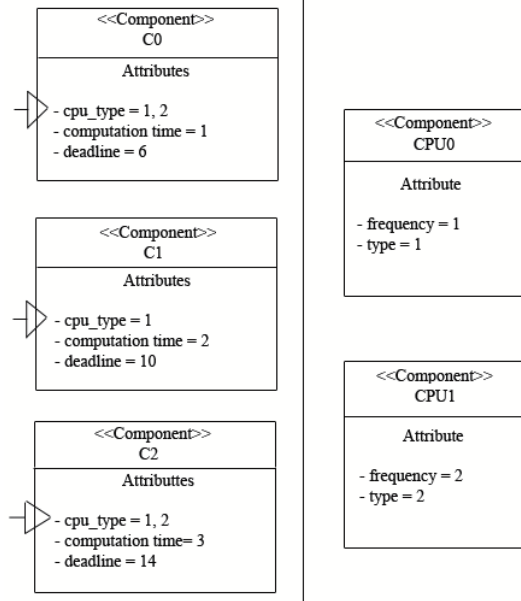 <<Component>>
C0
Attributes
- cpu_type = 1, 2
- computation time = 1
- deadline = 6
<<Component>>
C1
Attributes
- cpu_type = 1
- computation time = 2
- deadline = 10
<<Component>>
C2
Attributtes
- cpu_type = 1, 2
- computation time= 3
- deadline = 14
<<Component>>
CPU0
Attribute
- frequency = 1
- type = 1
<<Component>>
CPU1
Attribute
- frequency = 2
- type = 2